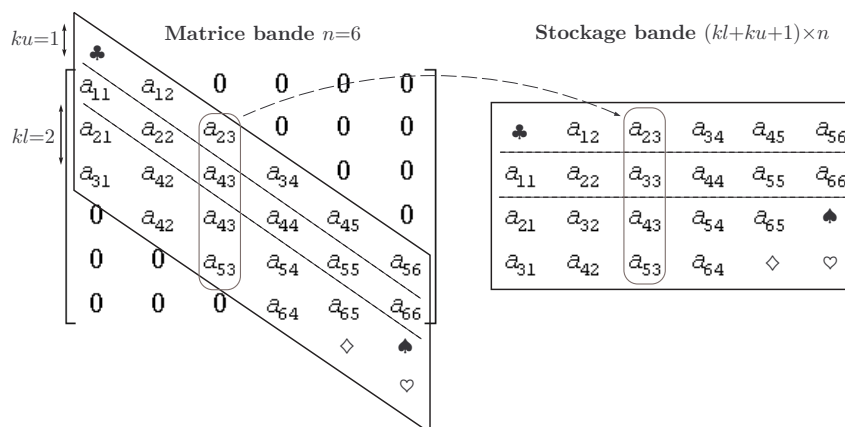 Matrice bande n=6
Stockage bande (kl+ku+1)×n
ku=1
♣
a11 a12 0 0 0 0
kl=2
a21 a22 a23 0 0 0
a31 a42 a43 a34 0 0
0 a42 a43 a44 a45 0
0 0 a53 a54 a55 a56
0 0 0 a64 a65 a66
♢ ♠
♡
♣ a12 a23 a34 a45 a56
a11 a22 a33 a44 a55 a66
a21 a32 a43 a54 a65 ♠
a31 a42 a53 a64 ♢ ♡